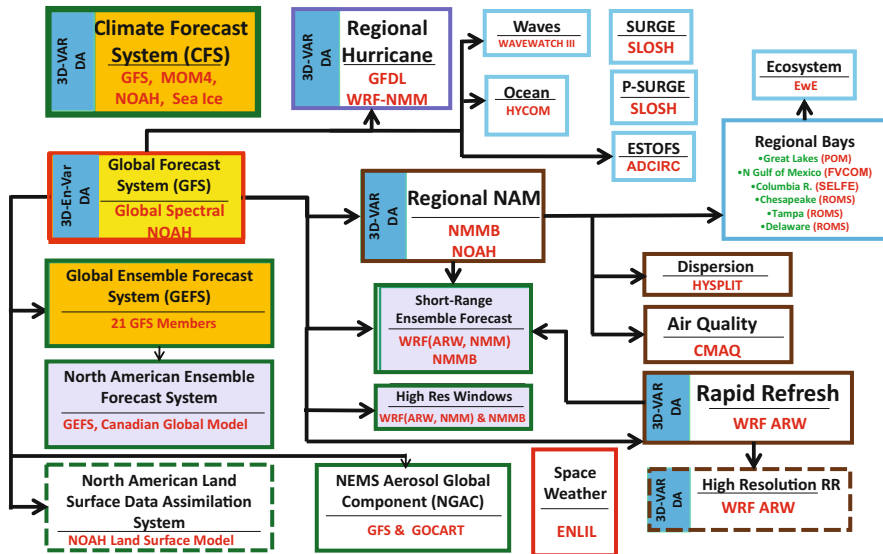 3D-VAR
DA
Climate Forecast
System (CFS)
GFS, MOM4,
NOAH, Sea Ice
3D-VAR
DA
Regional
Hurricane
GFDL
WRF-NMM
Waves
WAVEWATCH III
SURGE
SLOSH
Ocean
HYCOM
P-SURGE
SLOSH
Ecosystem
EwE
ESTOFS
ADCIRC
Regional Bays
•Great Lakes (POM)
•N Gulf of Mexico (FVCOM)
•Columbia R. (SELFE)
•Chesapeake (ROMS)
•Tampa (ROMS)
•Delaware (ROMS)
3D-En-Var
DA
Global Forecast
System (GFS)
Global Spectral
NOAH
3D-VAR
DA
Regional NAM
NMMB
NOAH
Dispersion
HYSPLIT
Global Ensemble Forecast
System (GEFS)
21 GFS Members
Short-Range
Ensemble Forecast
WRF(ARW, NMM)
NMMB
Air Quality
CMAQ
North American Ensemble
Forecast System
GEFS, Canadian Global Model
High Res Windows
WRF(ARW, NMM) & NMMB
3D-VAR
DA
Rapid Refresh
WRF ARW
North American Land
Surface Data Assimilation
System
NOAH Land Surface Model
NEMS Aerosol Global
Component (NGAC)
GFS & GOCART
Space
Weather
ENLIL
3D-VAR
DA
High Resolution RR
WRF ARW